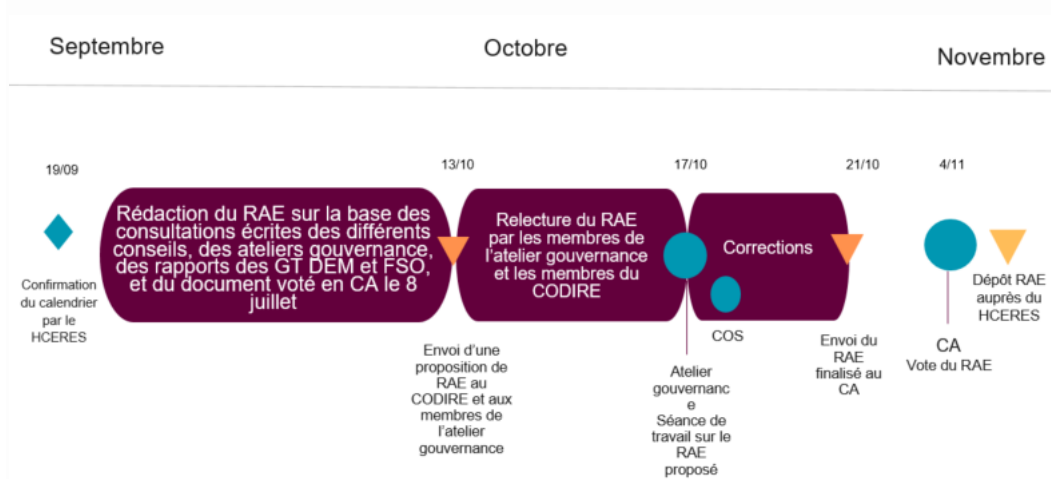 Septembre
Octobre
Novembre
19/09
13/10
17/10
21/10
4/11
Confirmation
du calendrier
par le
HCERES
Rédaction du RAE sur la base des
consultations écrites des différents
conseils, des ateliers gouvernance,
des rapports des GT DEM et FSO,
et du document voté en CA le 8
juillet
Envoi d'une
proposition de
RAE au
CODIRE et aux
membres de
l'atelier
gouvernance
Relecture du RAE
par les membres de
l'atelier gouvernance
et les membres du
CODIRE
Atelier
gouvernanc
e
Séance de
travail sur le
RAE
proposé
Corrections
COS
Envoi du
RAE
finalisé au
CA
CA
Vote du RAE
Dépôt RAE
auprès du
HCERES